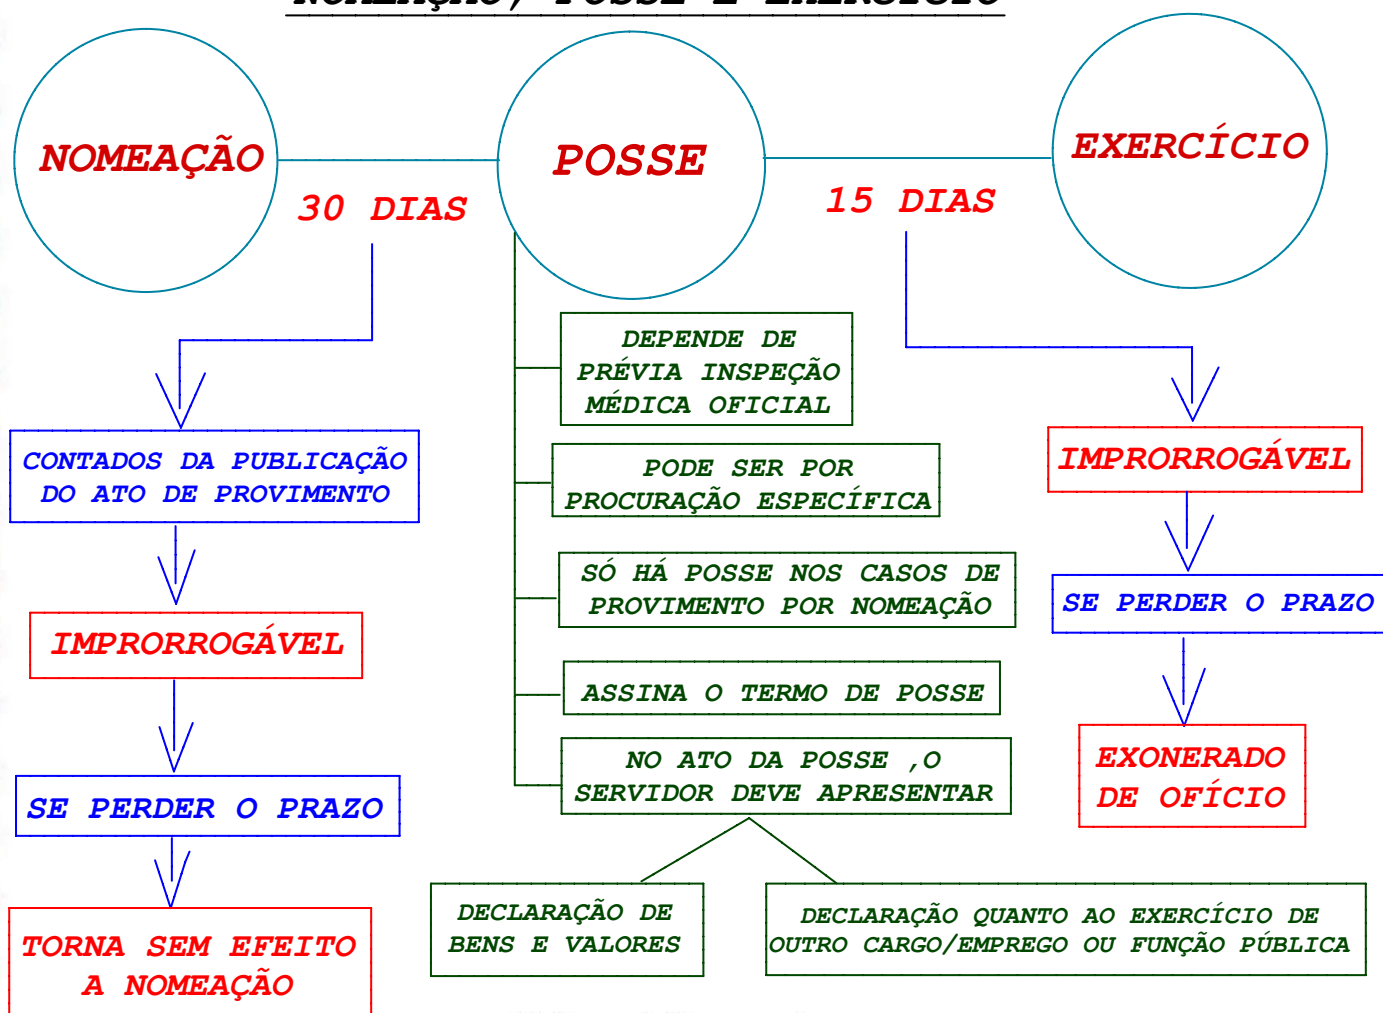 NOMEAÇÃO, POSSE E EXERCÍCIO
NOMEAÇÃO
POSSE
EXERCÍCIO
30 DIAS
15 DIAS
CONTADOS DA PUBLICAÇÃO
DO ATO DE PROVIMENTO
IMPRORROGÁVEL
SE PERDER O PRAZO
TORNA SEM EFEITO
A NOMEAÇÃO
DEPENDE DE
PRÉVIA INSPEÇÃO
MÉDICA OFICIAL
PODE SER POR
PROCURAÇÃO ESPECÍFICA
SÓ HÁ POSSE NOS CASOS DE
PROVIMENTO POR NOMEAÇÃO
ASSINA O TERMO DE POSSE
NO ATO DA POSSE ,O
SERVIDOR DEVE APRESENTAR
DECLARAÇÃO DE
BENS E VALORES
DECLARAÇÃO QUANTO AO EXERCÍCIO DE
OUTRO CARGO/EMPREGO OU FUNÇÃO PÚBLICA
IMPRORROGÁVEL
SE PERDER O PRAZO
EXONERADO
DE OFÍCIO